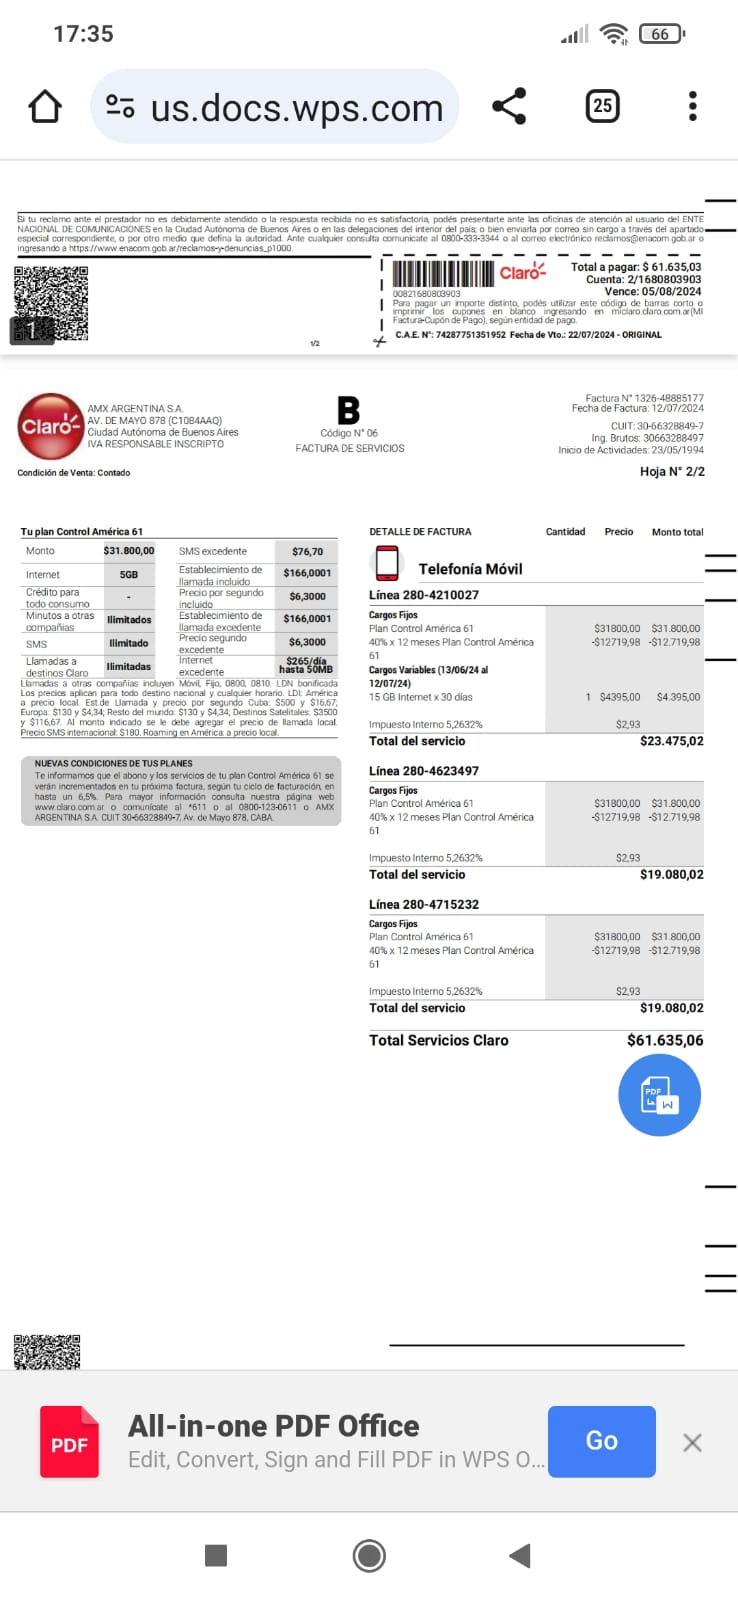 17:35
66
us.docs.wps.com
25
Si tu reclamo ante el prestador no es debidamente atendido o la respuesta recibida no es satisfactoria, podés presentarte ante las oficinas de atención al usuario del ENTE
NACIONAL DE COMUNICACIONES en la Ciudad Autónoma de Buenos Aires o en las delegaciones del interior del país; o bien enviarla por correo sin cargo a través del apartado
especial correspondiente, o por otro medio que defina la autoridad. Ante cualquier consulta comunicate al 0800-333-3344 o al correo electrónico reclamos@enacom.gob.ar o
ingresando a https://www.enacom.gob.ar/reclamos-y-denuncias_p1000
1
1/2
Claro
Total a pagar: $ 61.635,03
Cuenta: 2/1680803903
Vence: 05/08/2024
00821680803903
Para pagar un importe distinto, podés utilizar este código de barras corto o
imprimir los cupones en blanco ingresando en miclaro.claro.com.ar(MI
Factura-Cupón de Pago), según entidad de pago.
C.A.E. N°: 74287751351952 Fecha de Vto.: 22/07/2024 - ORIGINAL
Claro
AMX ARGENTINA S.A.
AV. DE MAYO 878 (C1084AAQ)
Ciudad Autónoma de Buenos Aires
IVA RESPONSABLE INSCRIPTO
Condición de Venta: Contado
B
Código N° 06
FACTURA DE SERVICIOS
Factura N° 1326-48885177
Fecha de Factura: 12/07/2024
CUIT: 30-66328849-7
Ing. Brutos: 30663288497
Inicio de Actividades: 23/05/1994
Hoja N° 2/2
Tu plan Control América 61
Monto $31.800,00 SMS excedente $76,70
Internet 5GB Establecimiento de llamada incluido $166,0001
Crédito para todo consumo - Precio por segundo incluido $6,3000
Minutos a otras compañías Ilimitados Establecimiento de llamada excedente $166,0001
SMS Ilimitado Precio segundo excedente $6,3000
Llamadas a destinos Claro Ilimitadas Internet excedente $265/día hasta 50MB
Llamadas a otras compañías incluyen Móvil, Fijo, 0800, 0810. LDN bonificada
Los precios aplican para todo destino nacional y cualquier horario. LDI: América
a precio local. Est.de Llamada y precio por segundo Cuba: $500 y $16,67;
Europa: $130 y $4,34; Resto del mundo: $130 y $4,34; Destinos Satelitales: $3500
y $116,67. Al monto indicado se le debe agregar el precio de llamada local.
Precio SMS internacional: $180. Roaming en América: a precio local.
NUEVAS CONDICIONES DE TUS PLANES
Te informamos que el abono y los servicios de tu plan Control América 61 se
verán incrementados en tu próxima factura, según tu ciclo de facturación, en
hasta un 6,5%. Para mayor información consulta nuestra página web
www.claro.com.ar o comunicate al *611 o al 0800-123-0611 o AMX
ARGENTINA S.A. CUIT 30-66328849-7, Av. de Mayo 878, CABA.
DETALLE DE FACTURA Cantidad Precio Monto total
Telefonía Móvil
Línea 280-4210027
Cargos Fijos
Plan Control América 61 $31800,00 $31.800,00
40% x 12 meses Plan Control América -$12719,98 -$12.719,98
61
Cargos Variables (13/06/24 al
12/07/24)
15 GB Internet x 30 días 1 $4395,00 $4.395,00
Impuesto Interno 5,2632% $2,93
Total del servicio $23.475,02
Línea 280-4623497
Cargos Fijos
Plan Control América 61 $31800,00 $31.800,00
40% x 12 meses Plan Control América -$12719,98 -$12.719,98
61
Impuesto Interno 5,2632% $2,93
Total del servicio $19.080,02
Línea 280-4715232
Cargos Fijos
Plan Control América 61 $31800,00 $31.800,00
40% x 12 meses Plan Control América -$12719,98 -$12.719,98
61
Impuesto Interno 5,2632% $2,93
Total del servicio $19.080,02
Total Servicios Claro $61.635,06
PDF
W
PDF
All-in-one PDF Office
Edit, Convert, Sign and Fill PDF in WPS O...
Go